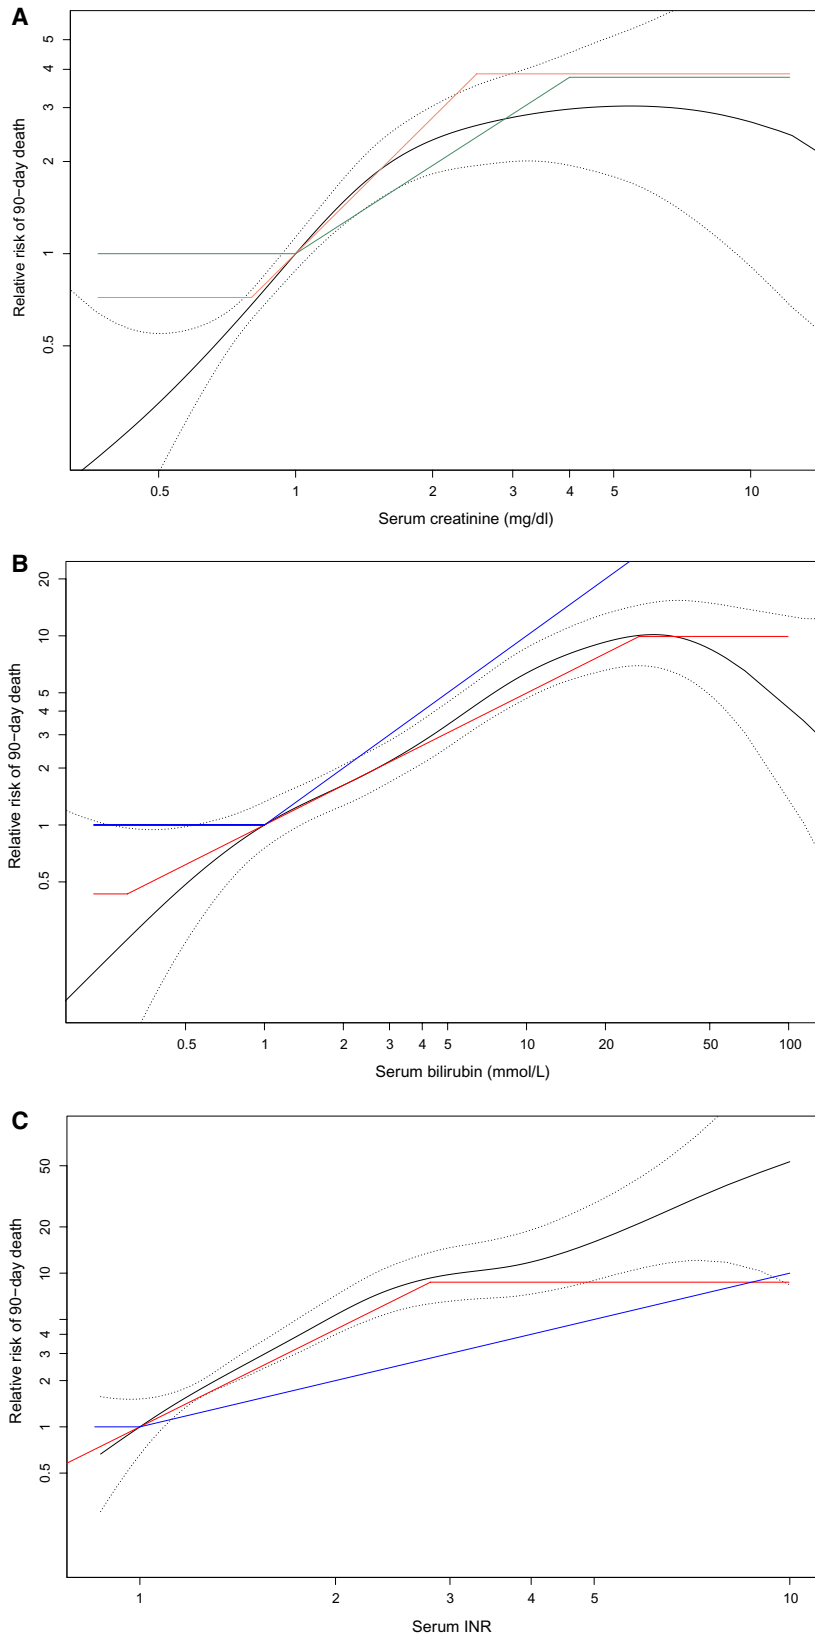 A
Relative risk of 90−day death
5
4
3
2
1
0.5
0.5 1 2 3 4 5 10
Serum creatinine (mg/dl)
B
Relative risk of 90−day death
20
10
5
4
3
2
1
0.5
0.5 1 2 3 4 5 10 20 50 100
Serum bilirubin (mmol/L)
C
Relative risk of 90−day death
50
20
10
4
3
2
1
0.5
1 2 3 4 5 10
Serum INR